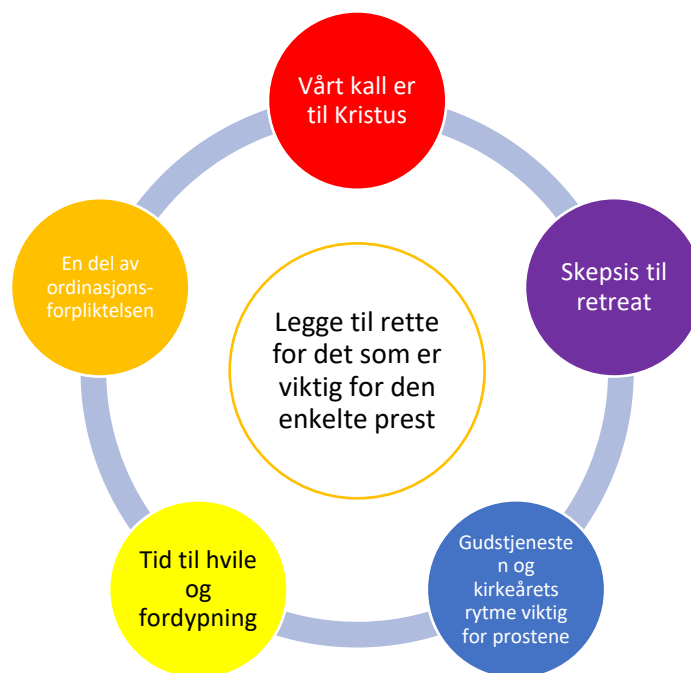 Vårt kall er
til Kristus
Skepsis til
retreat
Gudstjeneste
n og
kirkeårets
rytme viktig
for prostene
Tid til hvile
og
fordypning
En del av
ordinasjons-
forpliktelsen
Legge til rette
for det som er
viktig for den
enkelte prest